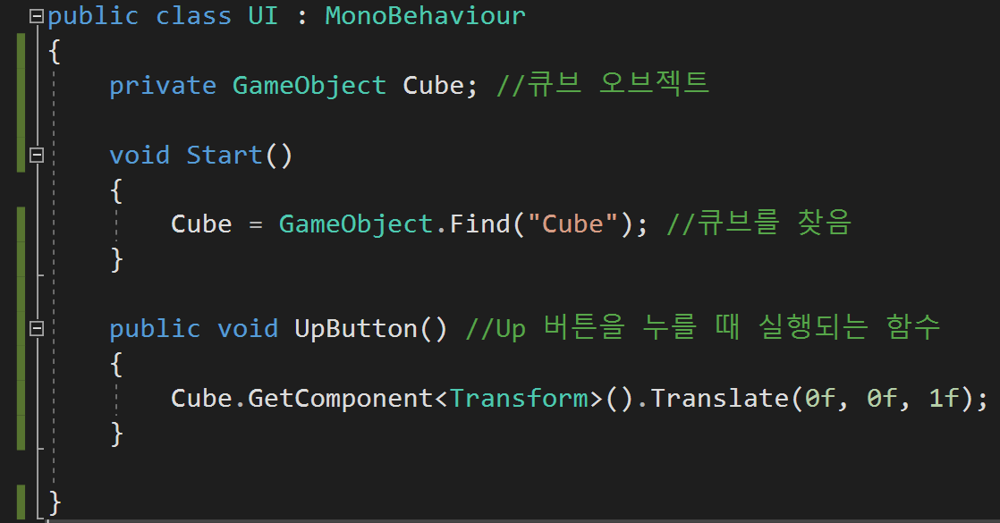 public class UI : MonoBehaviour
{
private GameObject Cube; //큐브 오브젝트
void Start()
{
Cube = GameObject.Find("Cube"); //큐브를 찾음
}
public void UpButton() //Up 버튼을 누를 때 실행되는 함수
{
Cube.GetComponent<Transform>().Translate(0f, 0f, 1f);
}
}